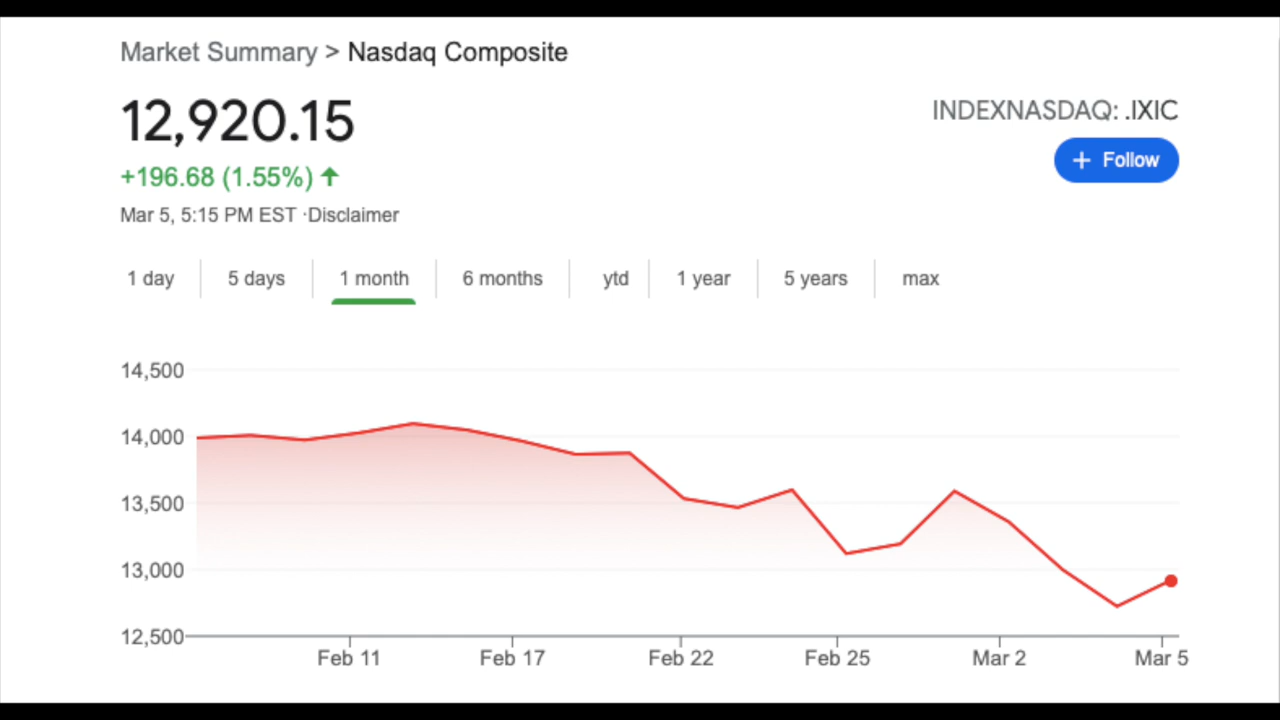 Market Summary > Nasdaq Composite
12,920.15
INDEXNASDAQ: .IXIC
+ Follow
+196.68 (1.55%) ↑
Mar 5, 5:15 PM EST ·Disclaimer
1 day 5 days 1 month 6 months ytd 1 year 5 years max
14,500
14,000
13,500
13,000
12,500
Feb 11 Feb 17 Feb 22 Feb 25 Mar 2 Mar 5